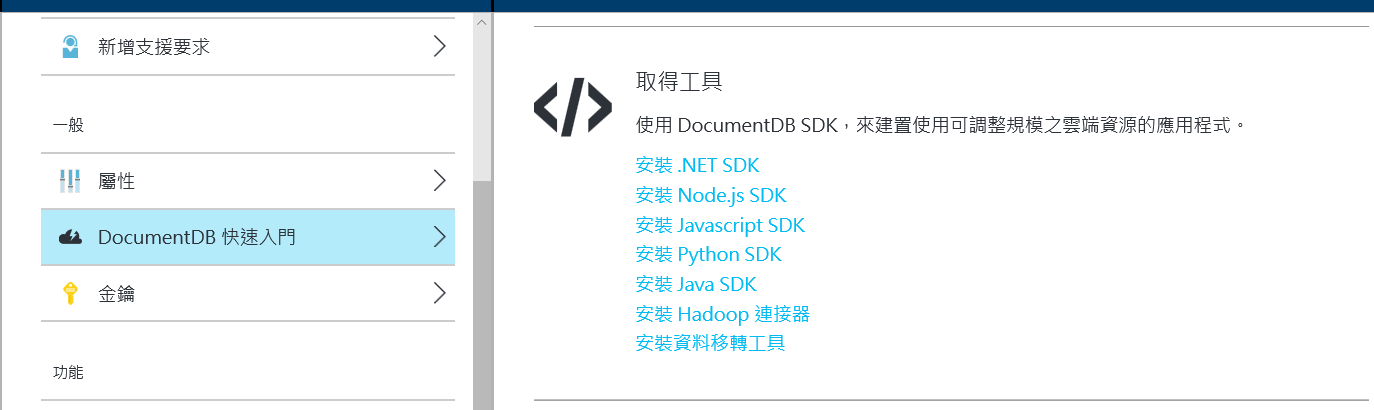 新增支援要求
一般
屬性
DocumentDB 快速入門
金鑰
功能
取得工具
使用 DocumentDB SDK，來建置使用可調整規模之雲端資源的應用程式。
安裝 .NET SDK
安裝 Node.js SDK
安裝 Javascript SDK
安裝 Python SDK
安裝 Java SDK
安裝 Hadoop 連接器
安裝資料移轉工具